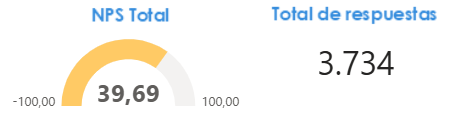 NPS Total
Total de respuestas
39,69
-100,00
100,00
3.734